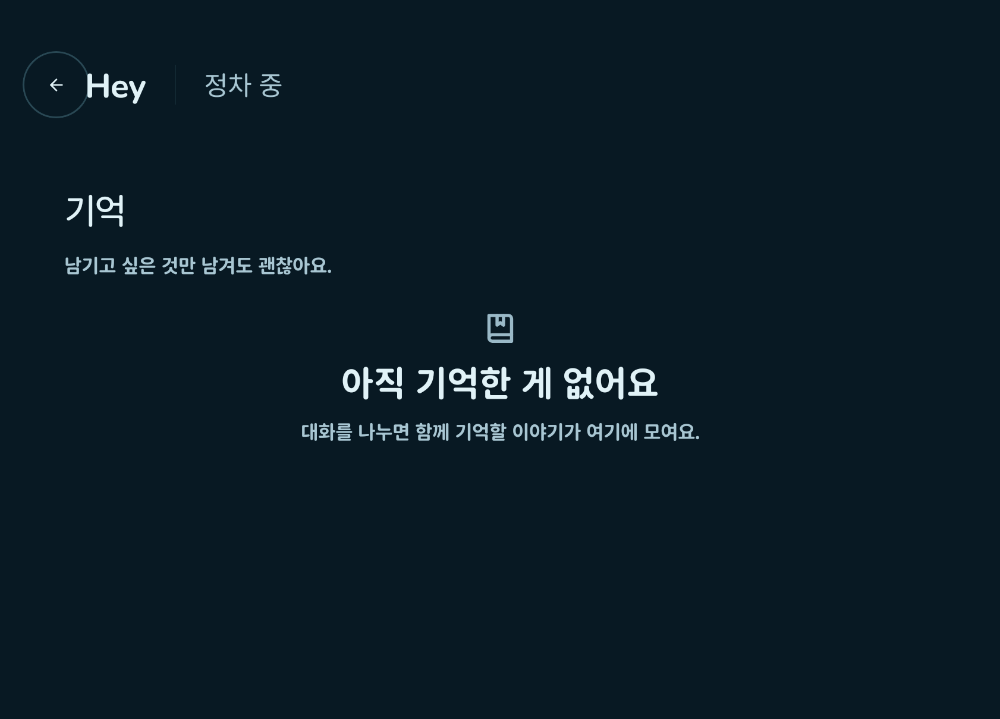 Hey 정차 중
기억
남기고 싶은 것만 남겨도 괜찮아요.
아직 기억한 게 없어요
대화를 나누면 함께 기억할 이야기가 여기에 모여요.